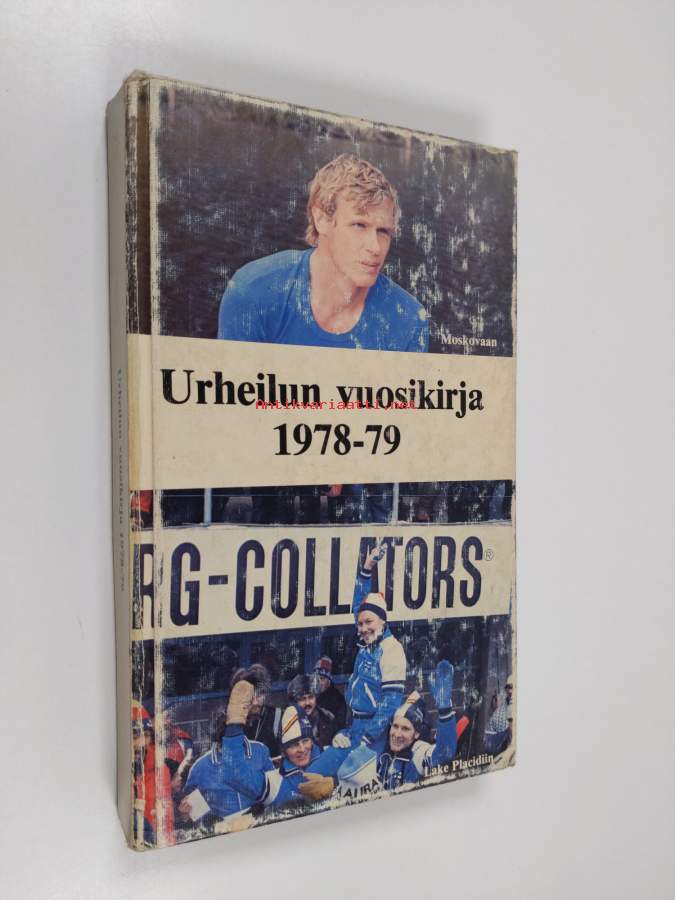 Moskovaan
Urheilun vuosikirja
Antikvariaatti.net
1978-79
RG-COLLATORS®
Lake Placidiin
Urheilun vuosikirja 1978-79